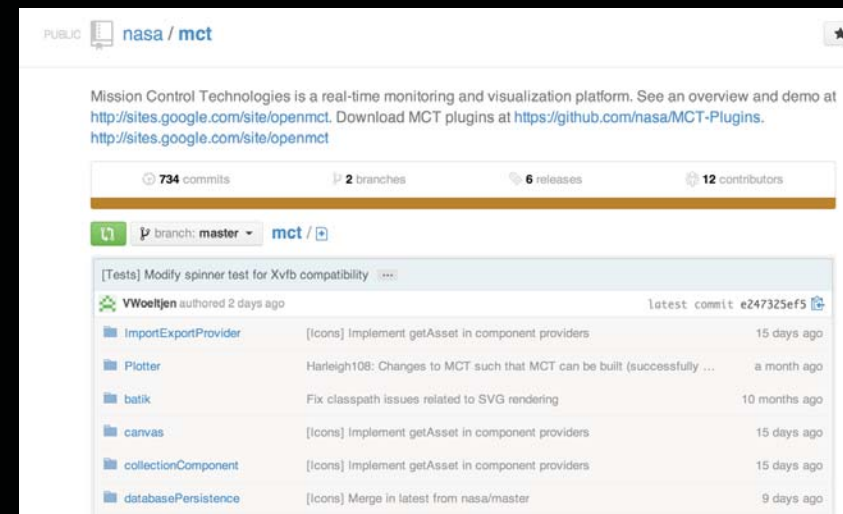 PUBLIC nasa / mct
Mission Control Technologies is a real-time monitoring and visualization platform. See an overview and demo at
http://sites.google.com/site/openmct. Download MCT plugins at https://github.com/nasa/MCT-Plugins.
http://sites.google.com/site/openmct
734 commits 2 branches 6 releases 12 contributors
branch: master mct /
[Tests] Modify spinner test for Xvfb compatibility ...
VWoeltjen authored 2 days ago latest commit e247325ef5
ImportExportProvider [Icons] Implement getAsset in component providers 15 days ago
Plotter Harleigh108: Changes to MCT such that MCT can be built (successfully … a month ago
batik Fix classpath issues related to SVG rendering 10 months ago
canvas [Icons] Implement getAsset in component providers 15 days ago
collectionComponent [Icons] Implement getAsset in component providers 15 days ago
databasePersistence [Icons] Merge in latest from nasa/master 9 days ago